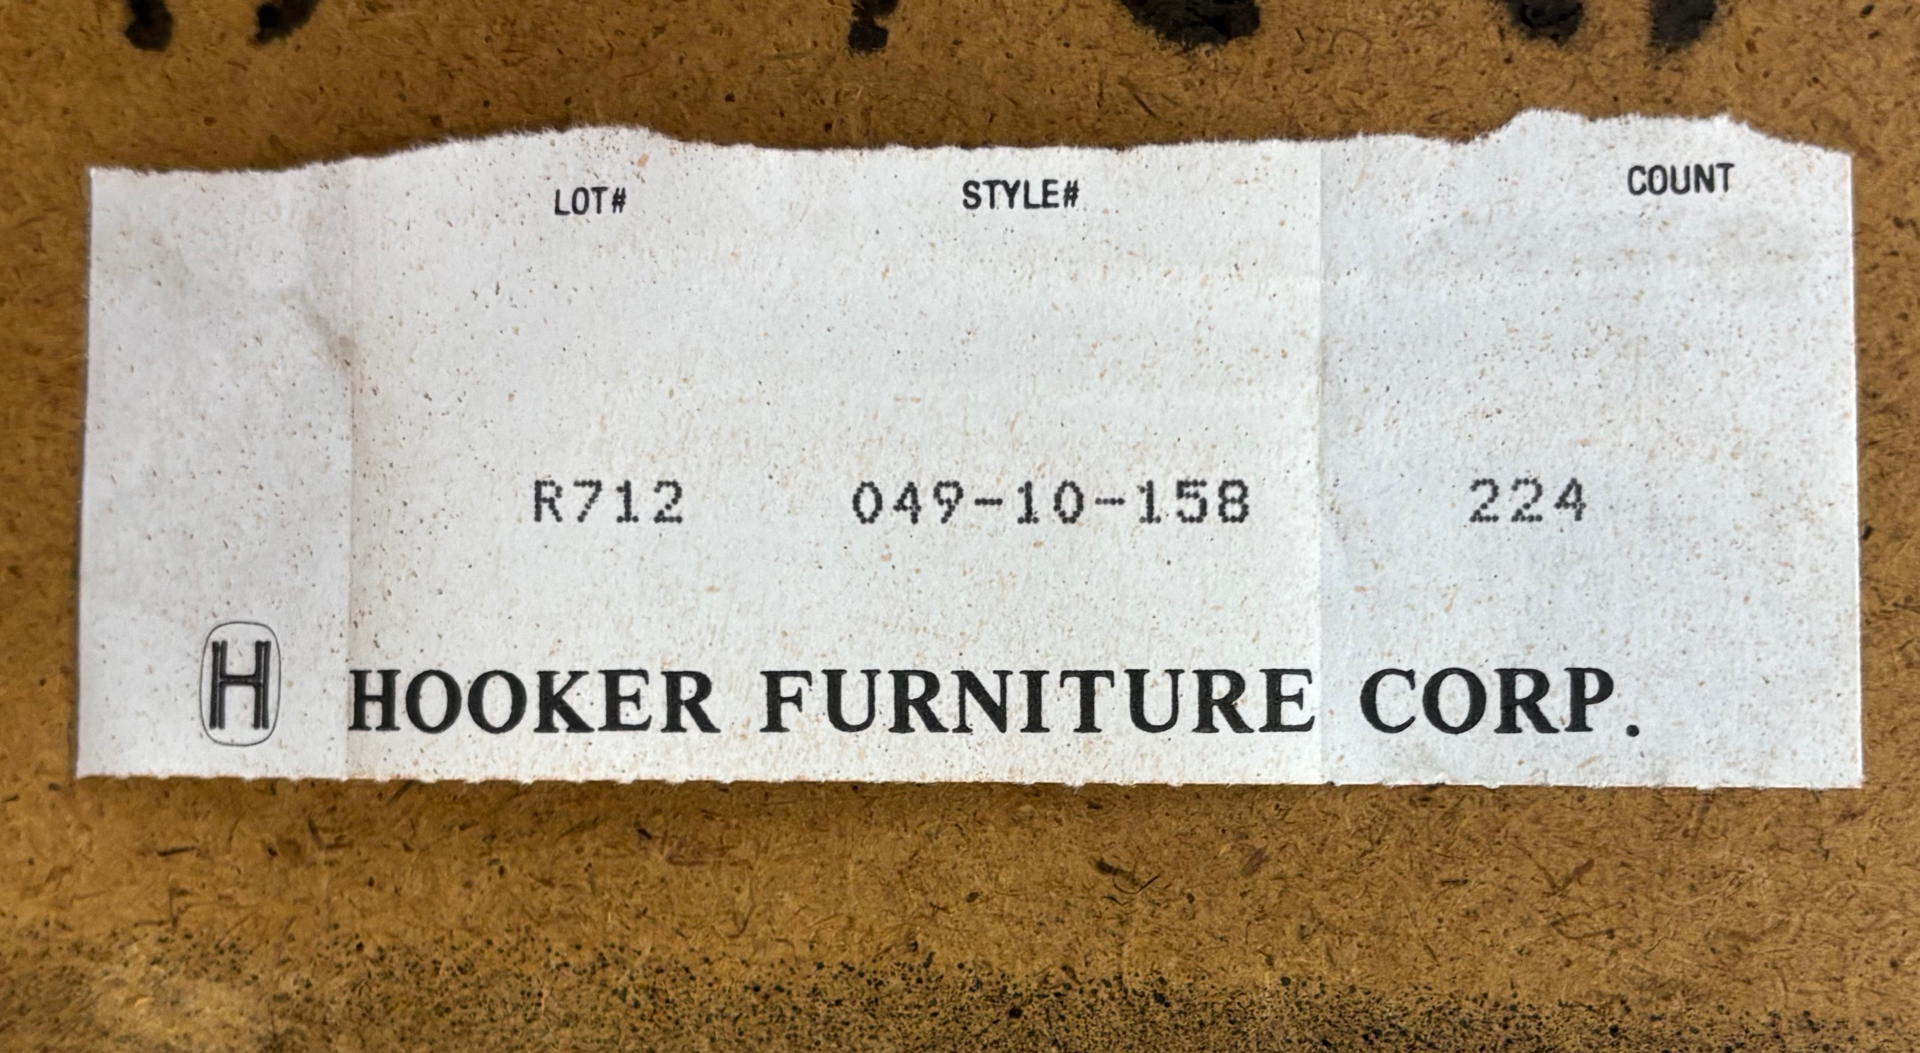 LOT# STYLE# COUNT
R712 049-10-158 224
H HOOKER FURNITURE CORP.